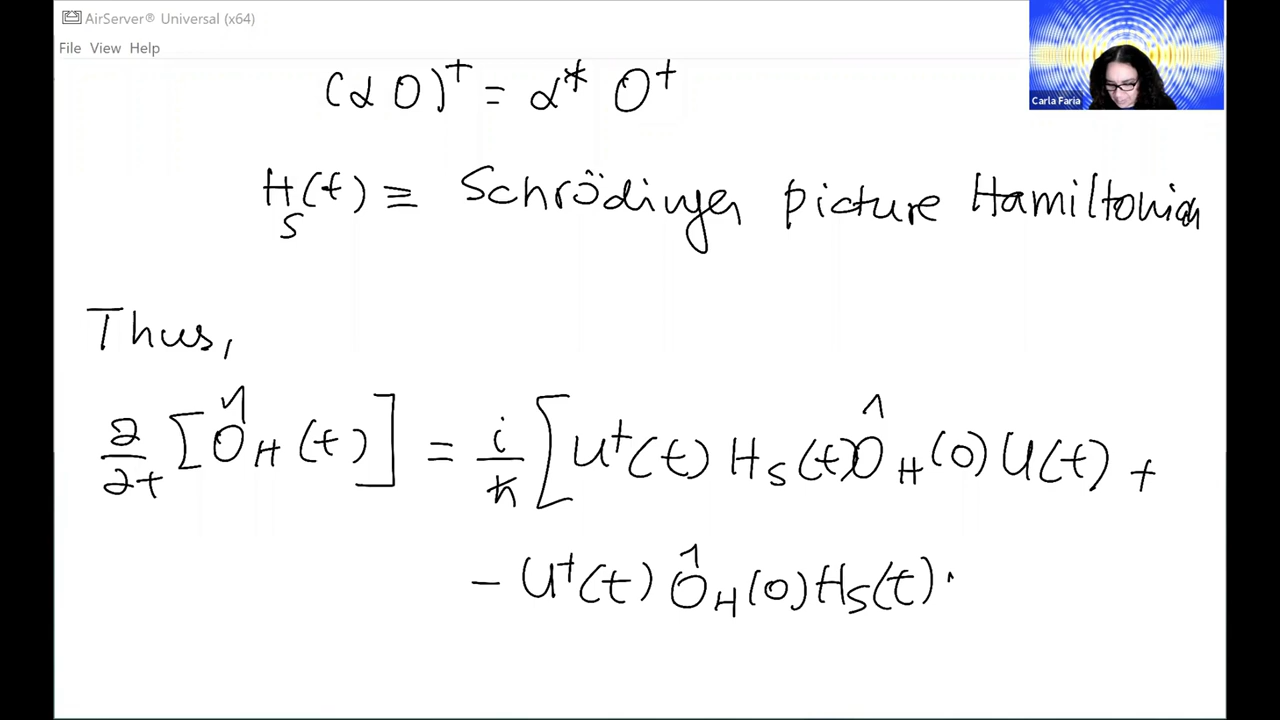 AirServer® Universal (x64)
File View Help
Carla Faria
(α O)† = α* O†
H_S(t) ≡ Schrödinger picture Hamiltonian
Thus,
∂/∂t [Ô_H(t)] = i/ħ [U†(t) H_S(t) Ô_H(0) U(t) +
- U†(t) Ô_H(0) H_S(t)